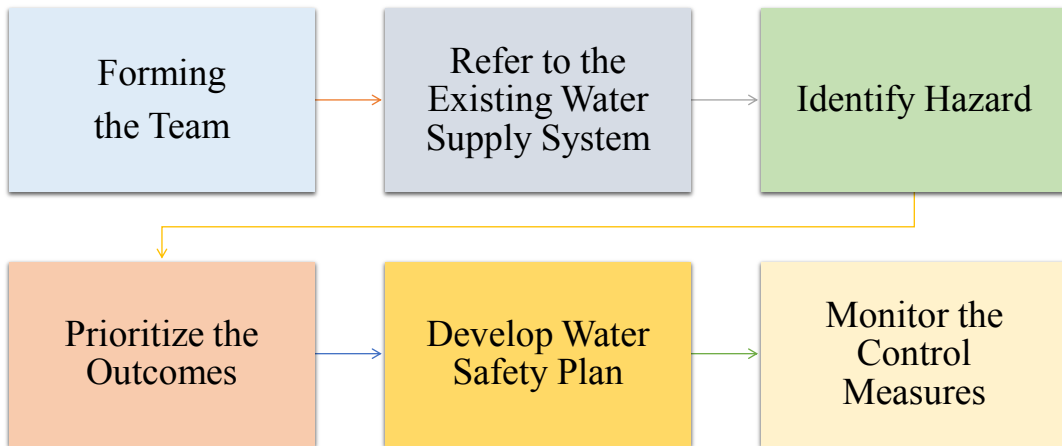 Forming
the Team
Refer to the
Existing Water
Supply System
Identify Hazard
Prioritize the
Outcomes
Develop Water
Safety Plan
Monitor the
Control
Measures